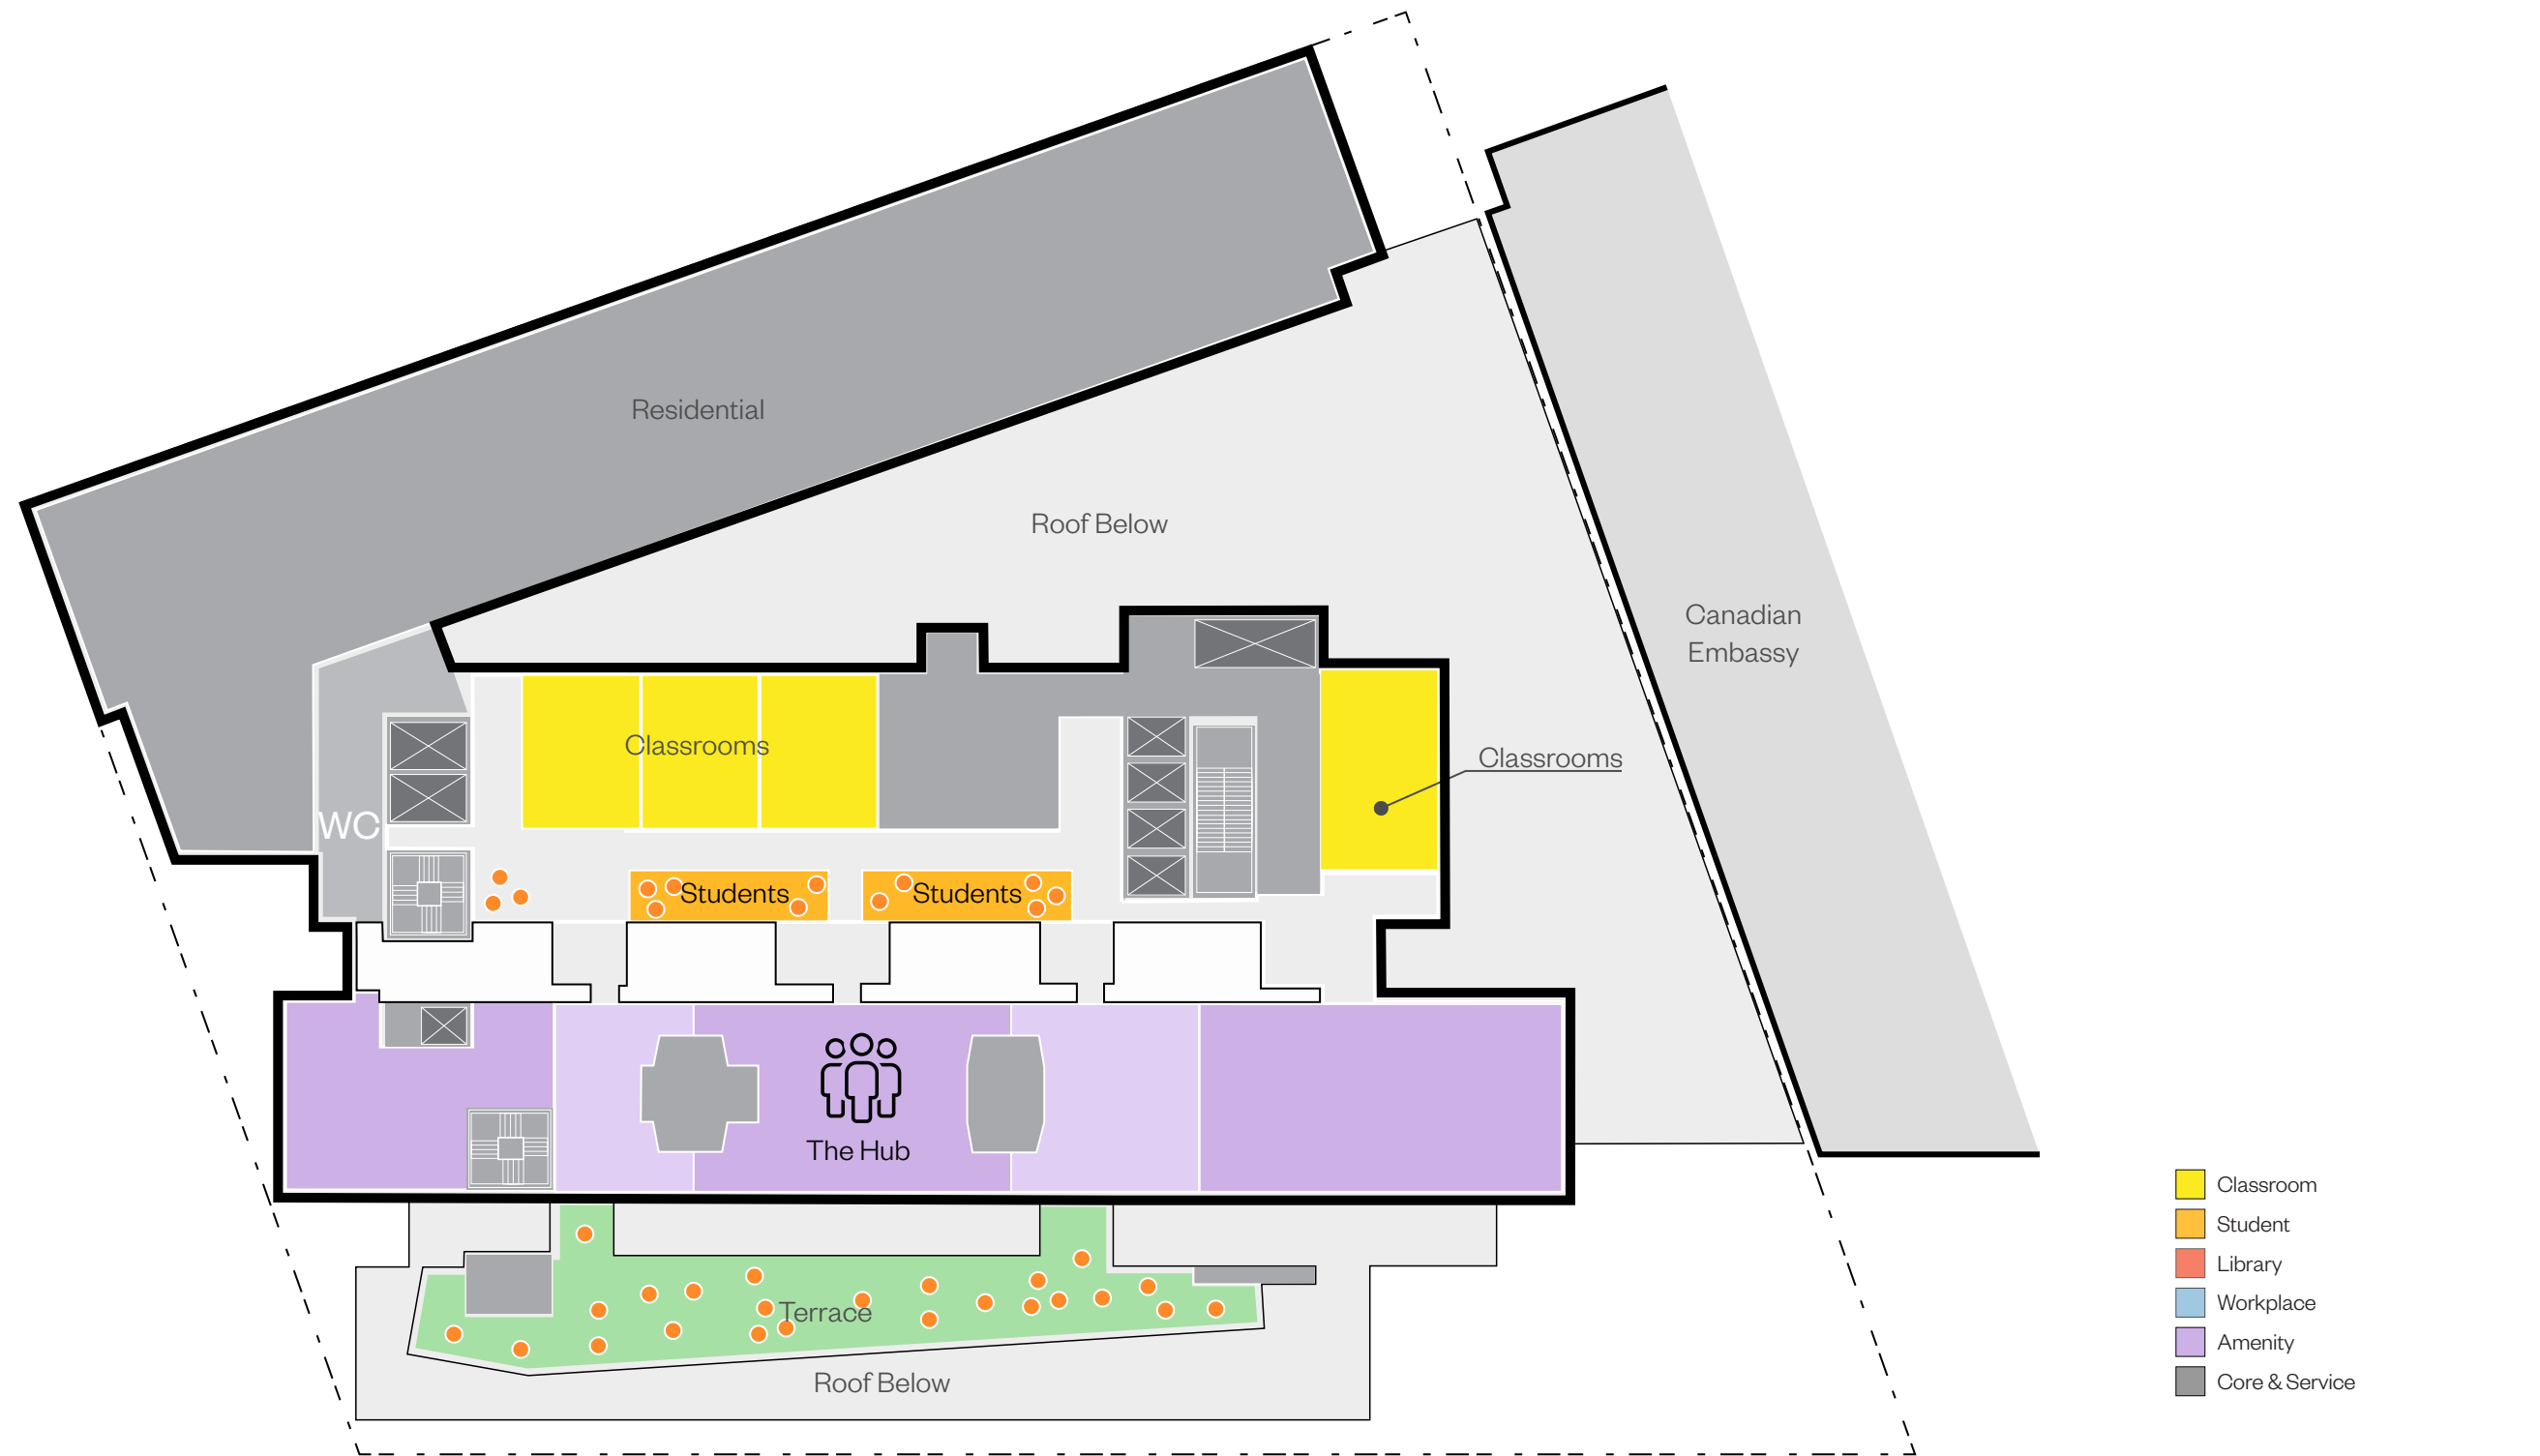 Residential
Roof Below
Canadian
Embassy
Classrooms
Classrooms
WC
Students
Students
The Hub
Terrace
Roof Below
Classroom
Student
Library
Workplace
Amenity
Core & Service